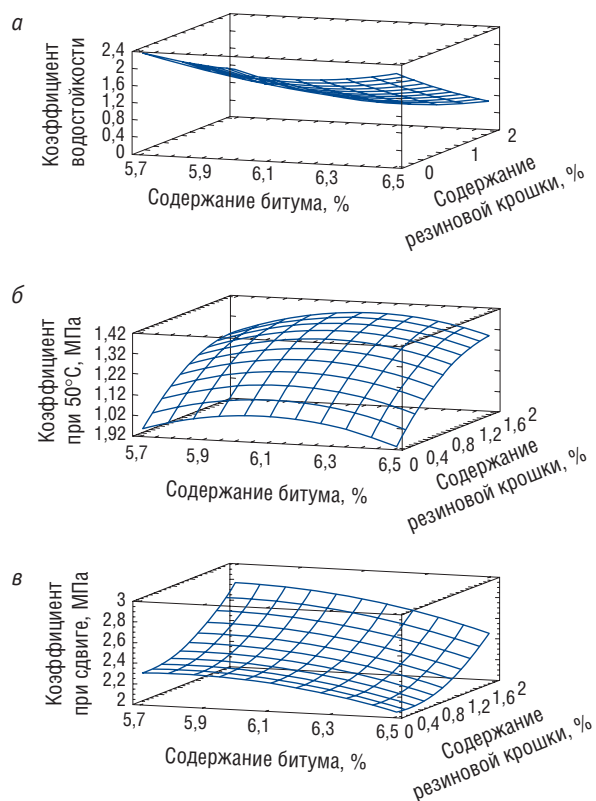 а
Коэффициент
водостойкости
2,4
2
1,6
1,2
0,8
0,4
0
5,7
5,9
6,1
6,3
6,5
Содержание битума, %
0
1
2
Содержание
резиновой крошки, %
б
Коэффициент
при 50°С, МПа
1,42
1,32
1,22
1,12
1,02
1,92
5,7
5,9
6,1
6,3
6,5
Содержание битума, %
0 0,4 0,8 1,2 1,6 2
Содержание
резиновой крошки, %
в
Коэффициент
при сдвиге, МПа
3
2,8
2,6
2,4
2,2
2
5,7
5,9
6,1
6,3
6,5
Содержание битума, %
0 0,4 0,8 1,2 1,6 2
Содержание
резиновой крошки, %